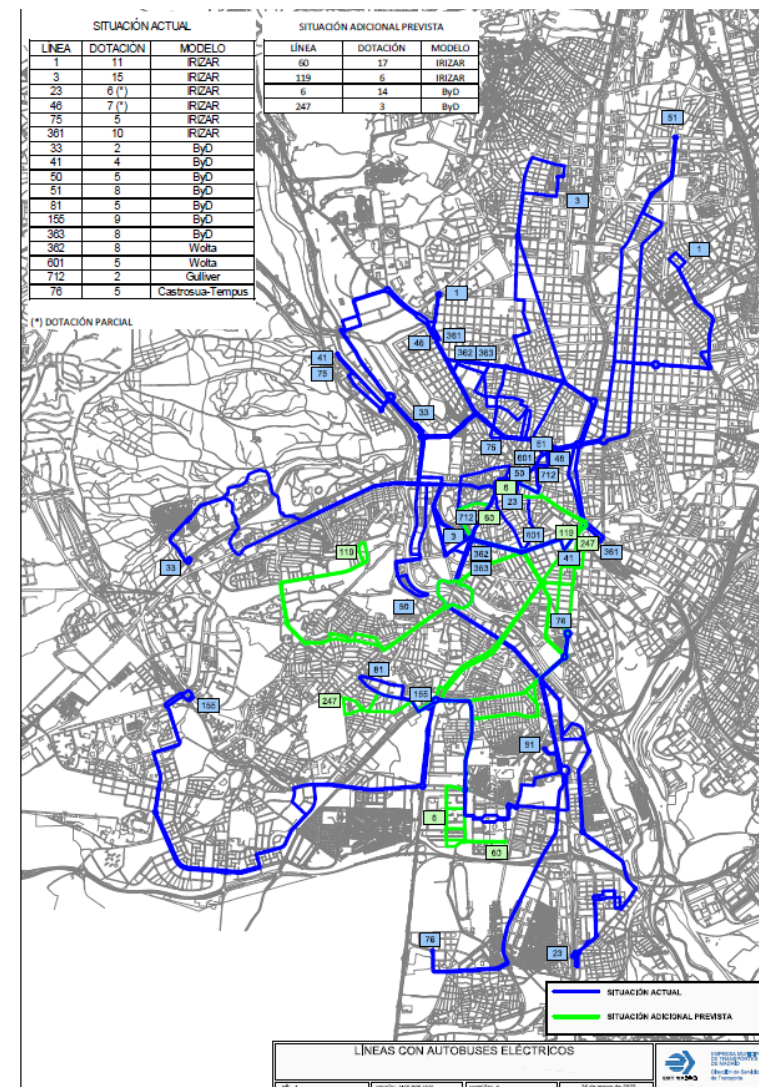 SITUACIÓN ACTUAL
LÍNEA DOTACIÓN MODELO
1 11 IRIZAR
3 15 IRIZAR
23 6 (*) IRIZAR
46 7 (*) IRIZAR
75 5 IRIZAR
361 10 IRIZAR
33 2 ByD
41 4 ByD
50 5 ByD
51 8 ByD
81 5 ByD
155 9 ByD
363 8 ByD
362 8 Wolta
601 5 Wolta
712 2 Gulliver
76 5 Castrosua-Tempus
(*) DOTACIÓN PARCIAL
SITUACIÓN ADICIONAL PREVISTA
LÍNEA DOTACIÓN MODELO
60 17 IRIZAR
119 6 IRIZAR
6 14 ByD
247 3 ByD
51
3
1
1
361
46
362 363
41
75
33
51
75
601
46
50
712
6
23
712
60
3
601
119
247
361
41
362
363
119
33
50
76
81
155
155
247
81
6
60
76
23
SITUACIÓN ACTUAL
SITUACIÓN ADICIONAL PREVISTA
LÍNEAS CON AUTOBUSES ELÉCTRICOS
EMPRESA MUNICIPAL
DE TRANSPORTES
DE MADRID
Dirección de Servicio
de Transporte